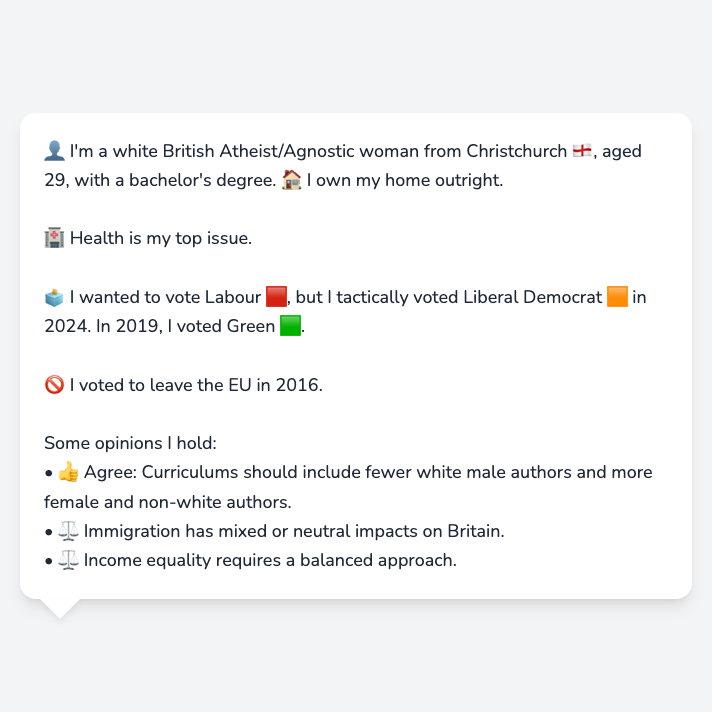 👤 I'm a white British Atheist/Agnostic woman from Christchurch 🏴󠁧󠁢󠁥󠁮󠁧󠁿, aged
29, with a bachelor's degree. 🏠 I own my home outright.
🏥 Health is my top issue.
🗳️ I wanted to vote Labour 🟥, but I tactically voted Liberal Democrat 🟧 in
2024. In 2019, I voted Green 🟩.
🚫 I voted to leave the EU in 2016.
Some opinions I hold:
• 👍 Agree: Curriculums should include fewer white male authors and more
female and non-white authors.
• ⚖️ Immigration has mixed or neutral impacts on Britain.
• ⚖️ Income equality requires a balanced approach.